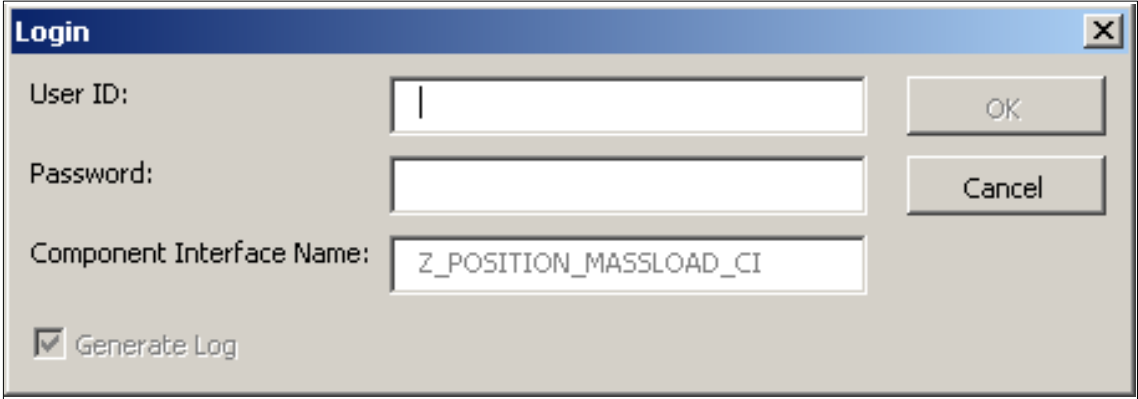 Login
User ID:
OK
Password:
Cancel
Component Interface Name: Z_POSITION_MASSLOAD_CI
Generate Log